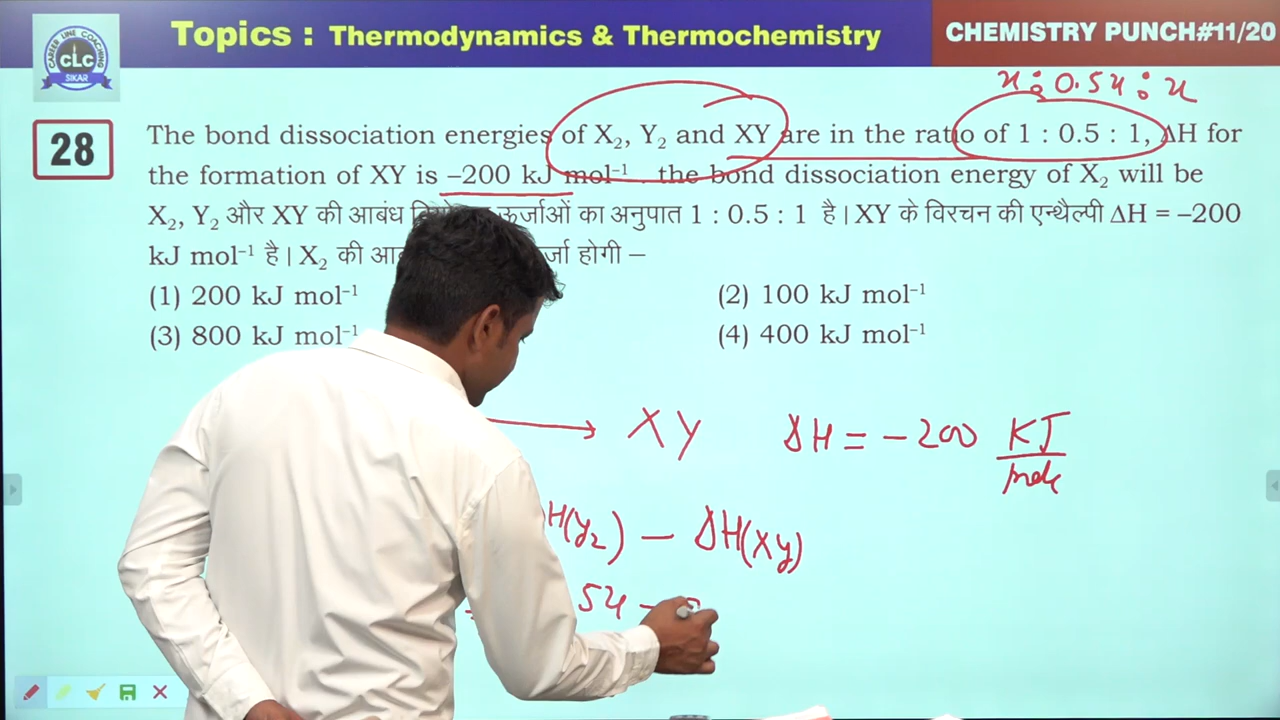 CAREER LINE COACHING
CLC
SIKAR
Topics : Thermodynamics & Thermochemistry
CHEMISTRY PUNCH#11/20
x : 0.5x : x
28
The bond dissociation energies of X₂, Y₂ and XY are in the ratio of 1 : 0.5 : 1, ΔH for
the formation of XY is –200 kJ mol⁻¹ . the bond dissociation energy of X₂ will be
X₂, Y₂ और XY की आबंध ऊर्जाओं का अनुपात 1 : 0.5 : 1 है। XY के विरचन की एन्थैल्पी ΔH = –200
kJ mol⁻¹ है। X₂ की होगी –
(1) 200 kJ mol⁻¹
(2) 100 kJ mol⁻¹
(3) 800 kJ mol⁻¹
(4) 400 kJ mol⁻¹
→ XY ΔH = –200 KJ/mole
H(Y₂) – ΔH(XY)
5x –